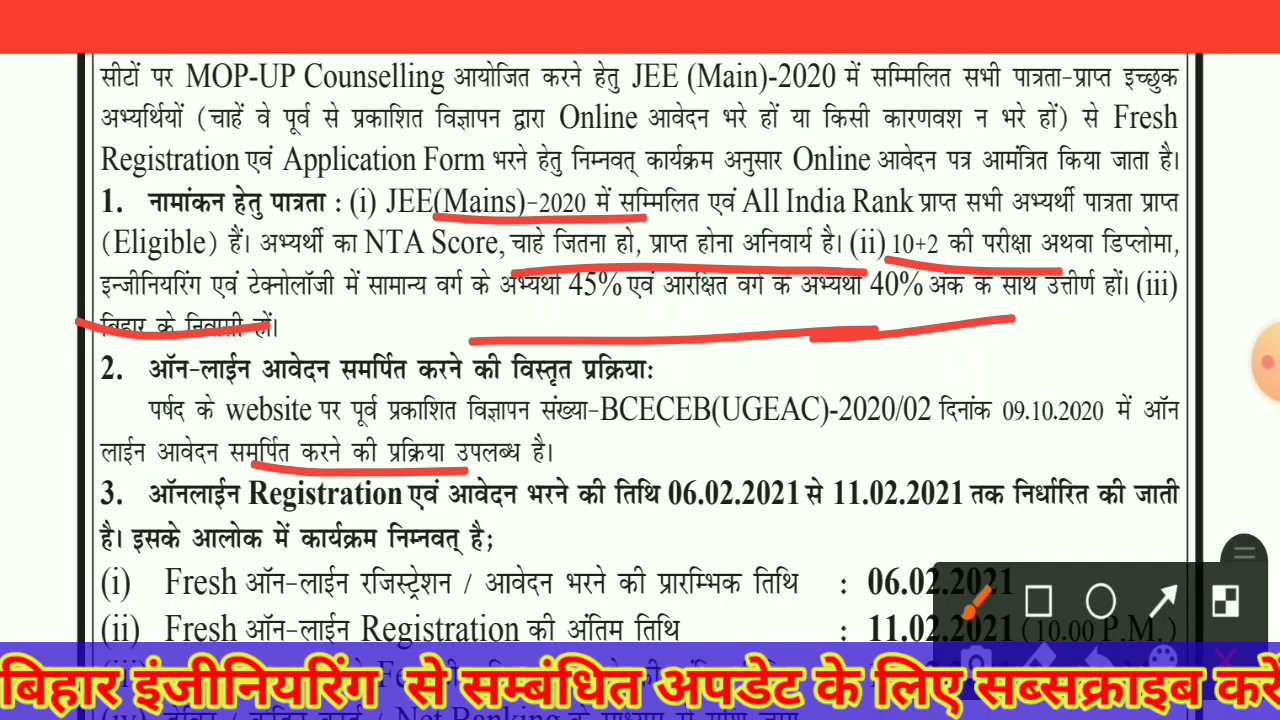 सीटों पर MOP-UP Counselling आयोजित करने हेतु JEE (Main)-2020 में सम्मिलित सभी पात्रता-प्राप्त इच्छुक
अभ्यर्थियों (चाहें वे पूर्व से प्रकाशित विज्ञापन द्वारा Online आवेदन भरे हों या किसी कारणवश न भरे हों) से Fresh
Registration एवं Application Form भरने हेतु निम्नवत् कार्यक्रम अनुसार Online आवेदन पत्र आमंत्रित किया जाता है।
1. नामांकन हेतु पात्रता : (i) JEE(Mains)-2020 में सम्मिलित एवं All India Rank प्राप्त सभी अभ्यर्थी पात्रता प्राप्त
(Eligible) हैं। अभ्यर्थी का NTA Score, चाहे जितना हो, प्राप्त होना अनिवार्य है। (ii) 10+2 की परीक्षा अथवा डिप्लोमा,
इन्जीनियरिंग एवं टेक्नोलॉजी में सामान्य वर्ग के अभ्यर्थी 45% एवं आरक्षित वर्ग के अभ्यर्थी 40% अंक के साथ उत्तीर्ण हों। (iii)
बिहार के निवासी हों।
2. ऑन-लाईन आवेदन समर्पित करने की विस्तृत प्रक्रियाः
पर्षद के website पर पूर्व प्रकाशित विज्ञापन संख्या-BCECEB(UGEAC)-2020/02 दिनांक 09.10.2020 में ऑन
लाईन आवेदन समर्पित करने की प्रक्रिया उपलब्ध है।
3. ऑनलाईन Registration एवं आवेदन भरने की तिथि 06.02.2021 से 11.02.2021 तक निर्धारित की जाती
है। इसके आलोक में कार्यक्रम निम्नवत् है;
(i) Fresh ऑन-लाईन रजिस्ट्रेशन / आवेदन भरने की प्रारम्भिक तिथि : 06.02.2021
(ii) Fresh ऑन-लाईन Registration की अंतिम तिथि : 11.02.2021 (10.00 P.M.)
बिहार इंजीनियरिंग से सम्बंधित अपडेट के लिए सब्सक्राइब करें